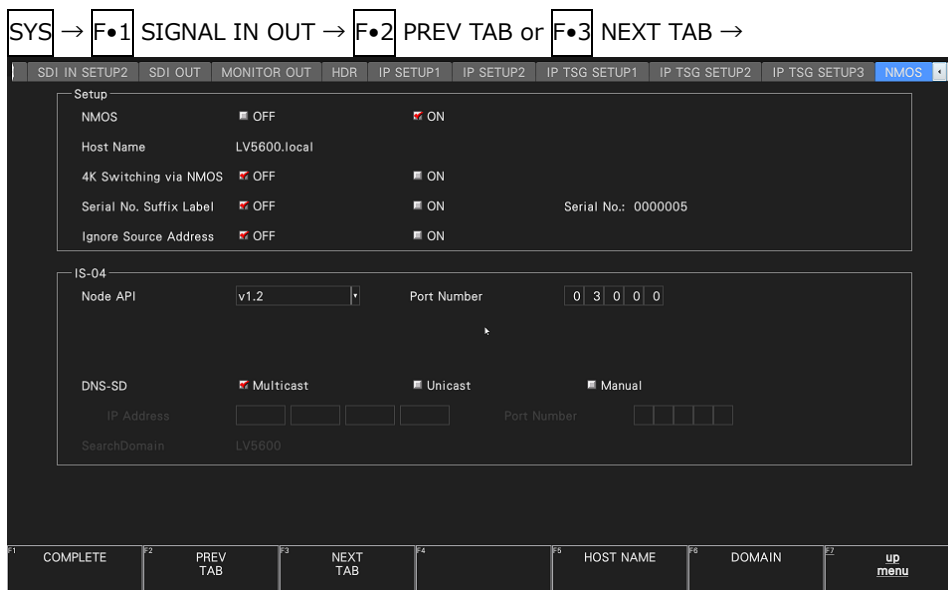 SYS → F•1 SIGNAL IN OUT → F•2 PREV TAB or F•3 NEXT TAB →
SDI IN SETUP2 SDI OUT MONITOR OUT HDR IP SETUP1 IP SETUP2 IP TSG SETUP1 IP TSG SETUP2 IP TSG SETUP3 NMOS
Setup
NMOS OFF ON
Host Name LV5600.local
4K Switching via NMOS OFF ON
Serial No. Suffix Label OFF ON Serial No.: 0000005
Ignore Source Address OFF ON
IS-04
Node API v1.2 Port Number 0 3 0 0 0
DNS-SD Multicast Unicast Manual
IP Address Port Number
SearchDomain LV5600
F1 COMPLETE F2 PREV F3 NEXT F4 F5 HOST NAME F6 DOMAIN F7 up
TAB TAB menu